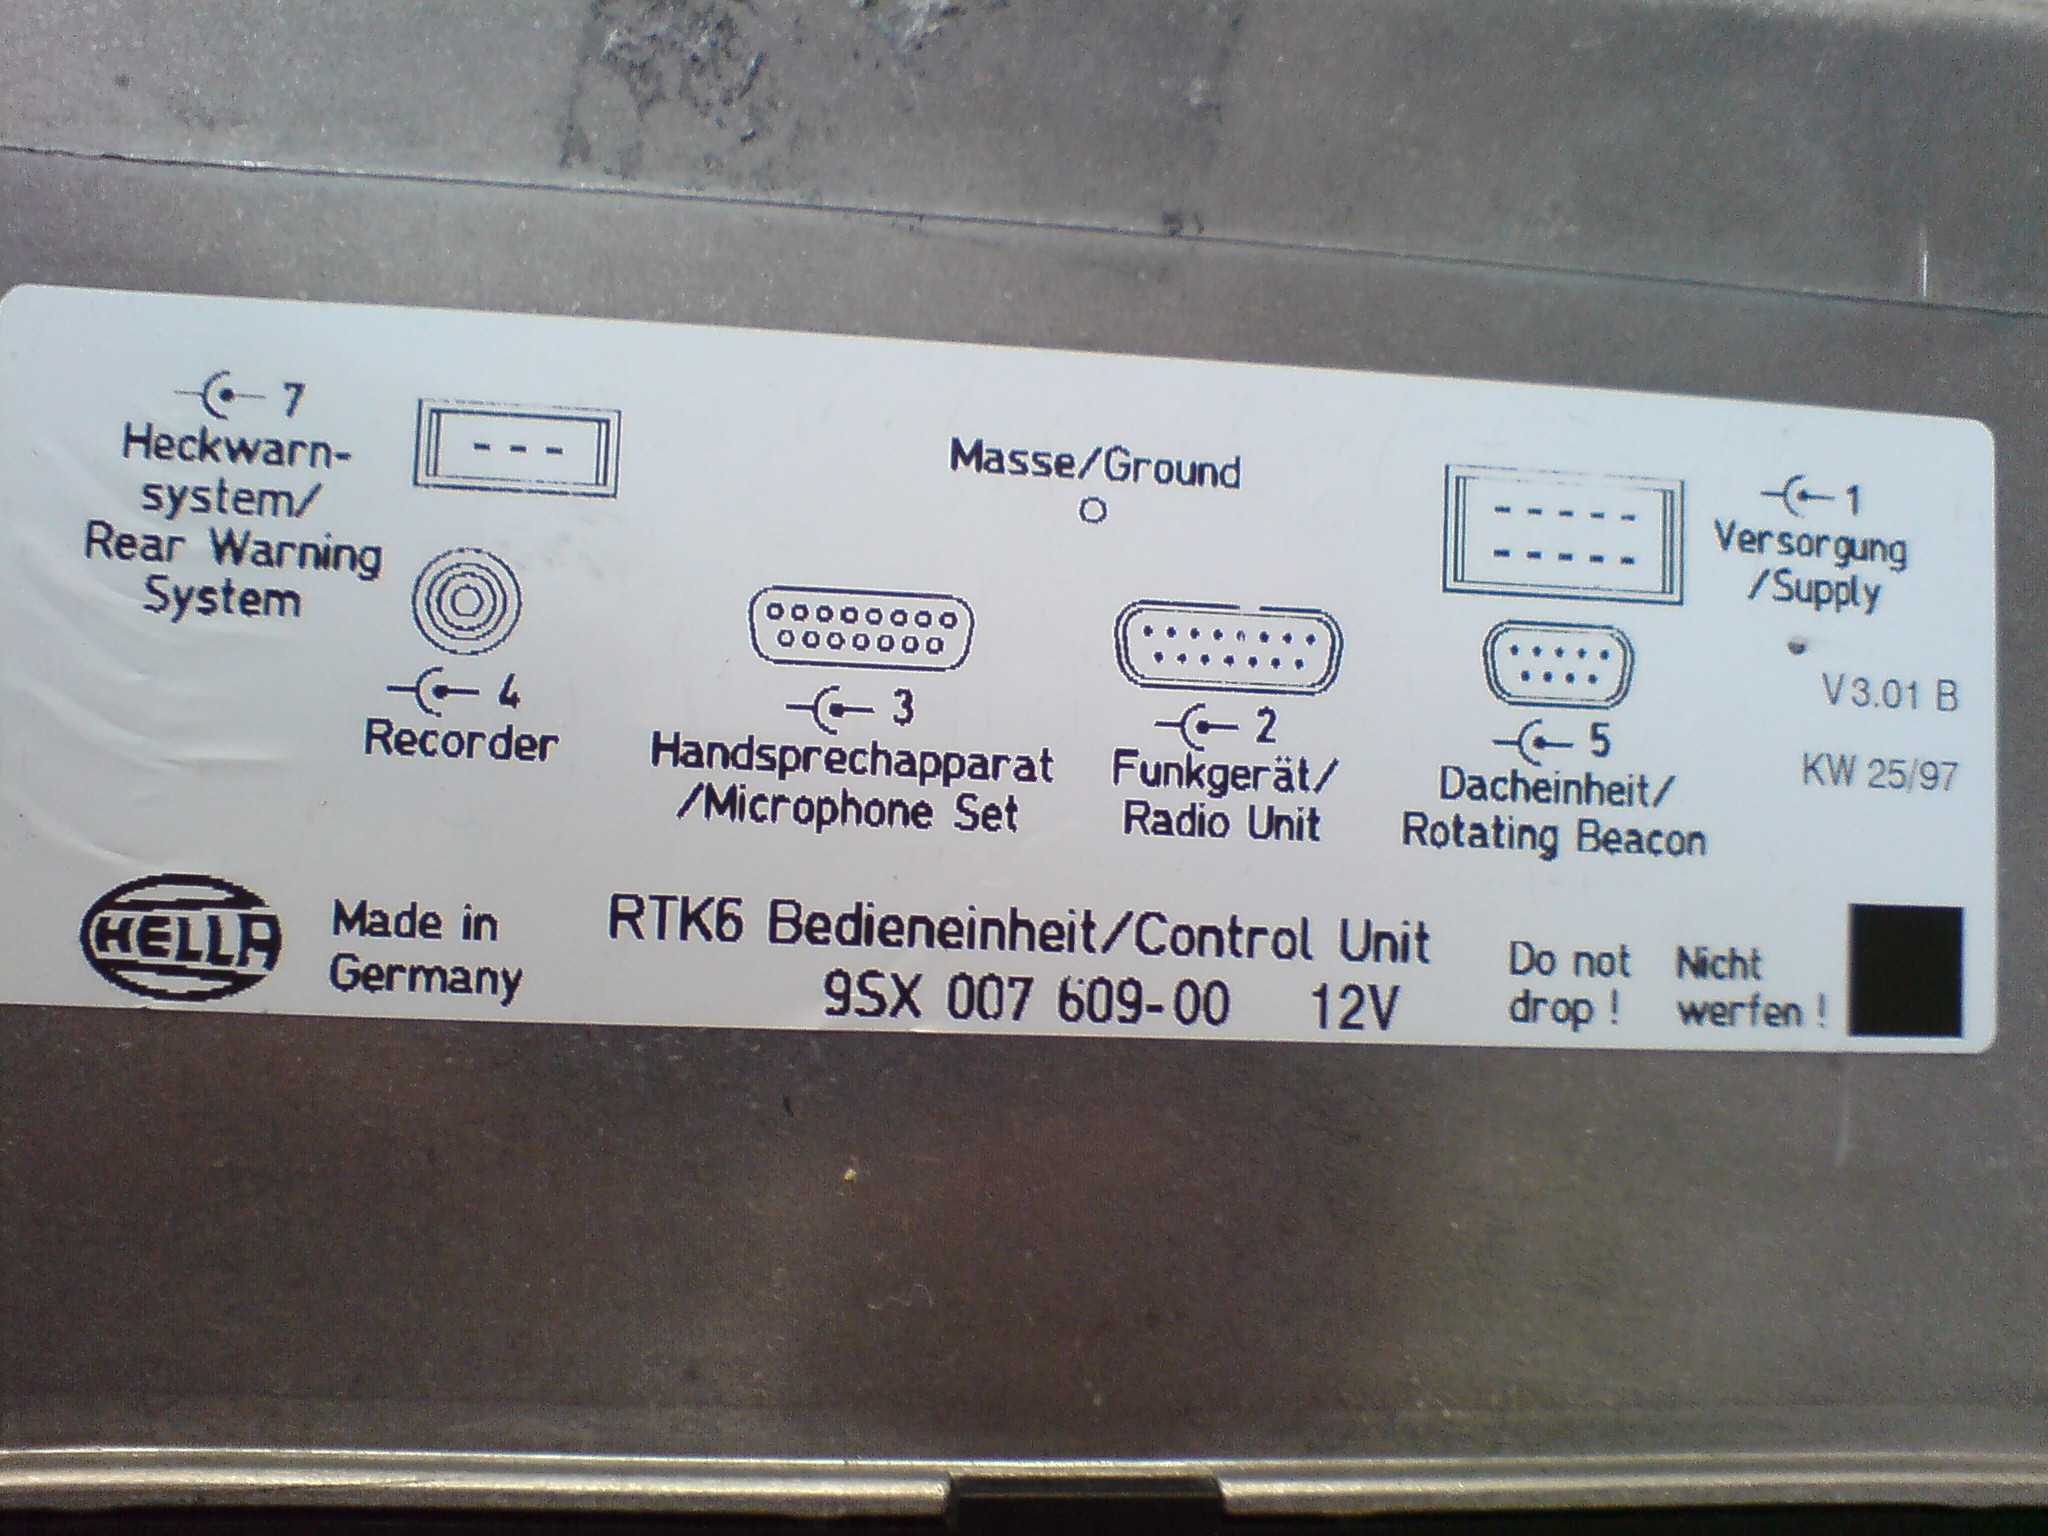 7
Heckwarn-
system/
Rear Warning
System
4
Recorder
Masse/Ground
3
Handsprechapparat
/Microphone Set
2
Funkgerät/
Radio Unit
1
Versorgung
/Supply
5
Dacheinheit/
Rotating Beacon
V3.01 B
KW 25/97
HELLA
Made in
Germany
RTK6 Bedieneinheit/Control Unit
9SX 007 609-00 12V
Do not
drop !
Nicht
werfen !